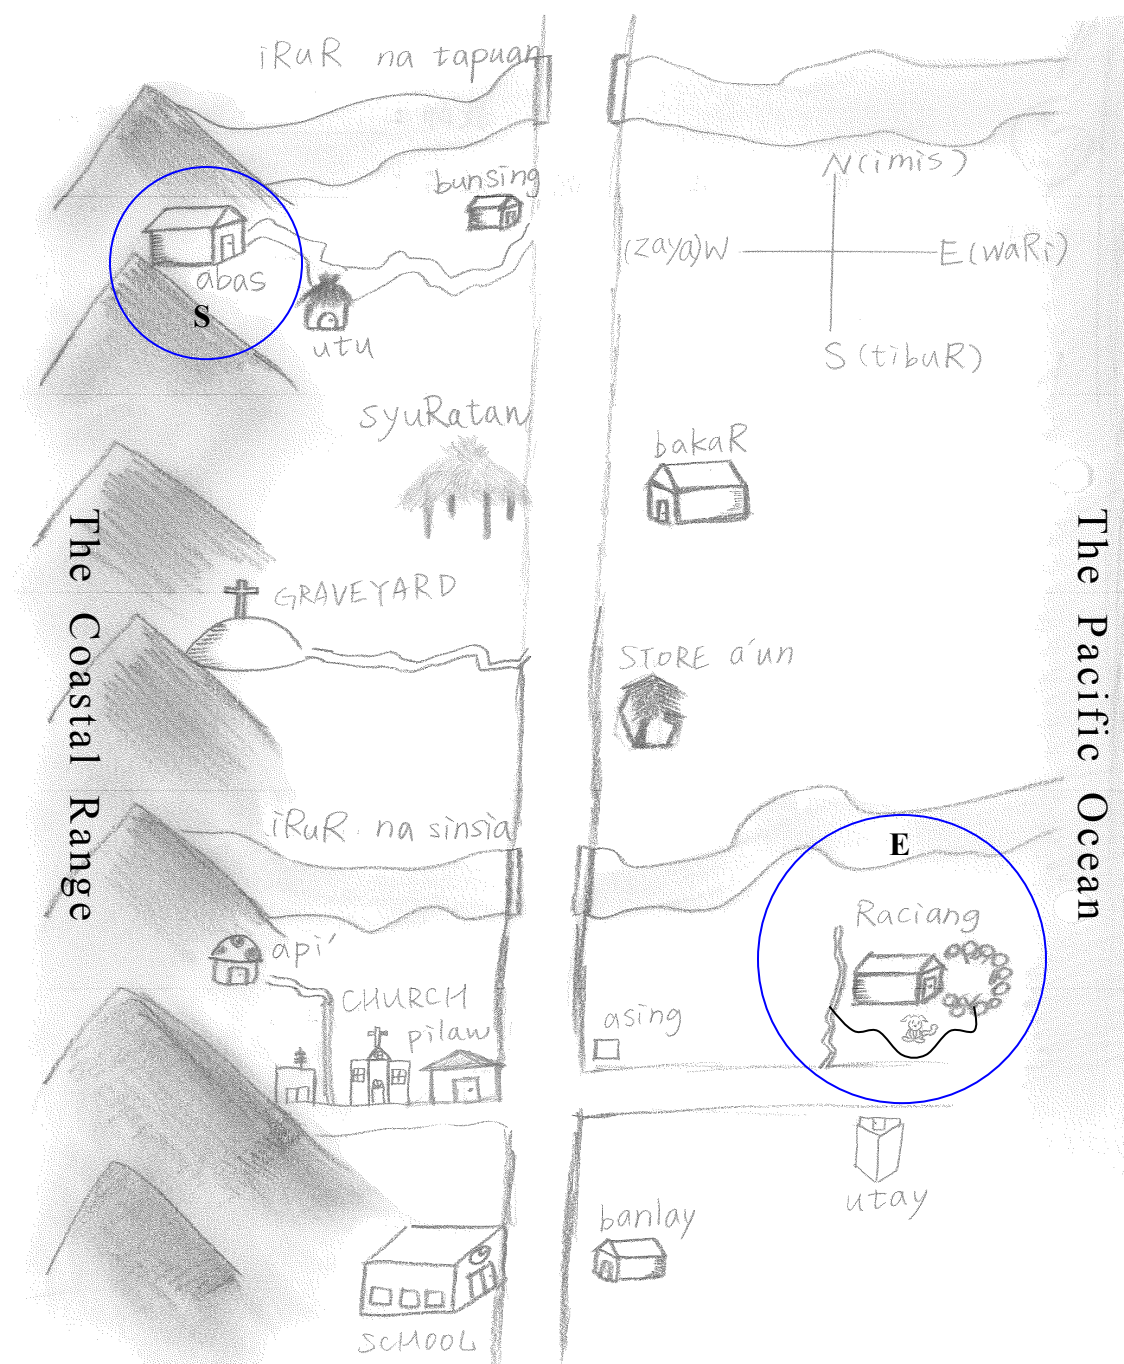 iRuR na tapuan
N(imis)
bunsing
(zaya)W
E(waRi)
abas
S
utu
S(tibuR)
syuRatan
bakaR
The Coastal Range
The Pacific Ocean
GRAVEYARD
STORE a'un
iRuR na sinsia
E
Raciang
api'
CHURCH
pilaw
asing
utay
banlay
SCHOOL